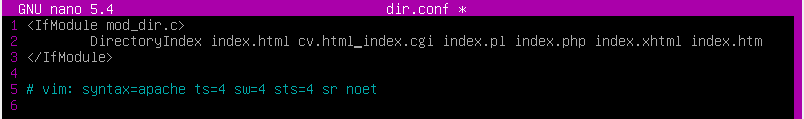 GNU nano 5.4 dir.conf *
1 <IfModule mod_dir.c>
2 DirectoryIndex index.html cv.html_index.cgi index.pl index.php index.xhtml index.htm
3 </IfModule>
4
5 # vim: syntax=apache ts=4 sw=4 sts=4 sr noet
6